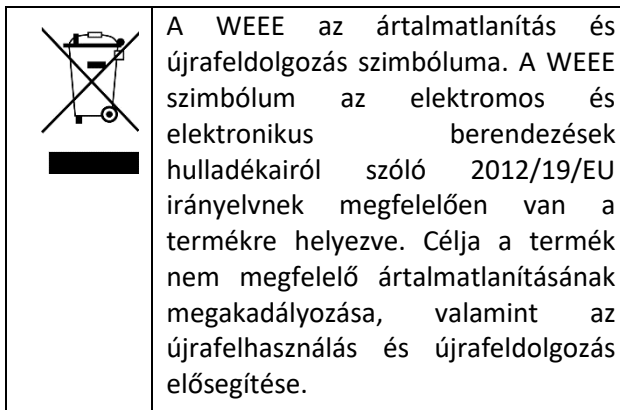 A WEEE az ártalmatlanítás és
újrafeldolgozás szimbóluma. A WEEE
szimbólum az elektromos és
elektronikus berendezések
hulladékairól szóló 2012/19/EU
irányelvnek megfelelően van a
termékre helyezve. Célja a termék
nem megfelelő ártalmatlanításának
megakadályozása, valamint az
újrafelhasználás és újrafeldolgozás
elősegítése.